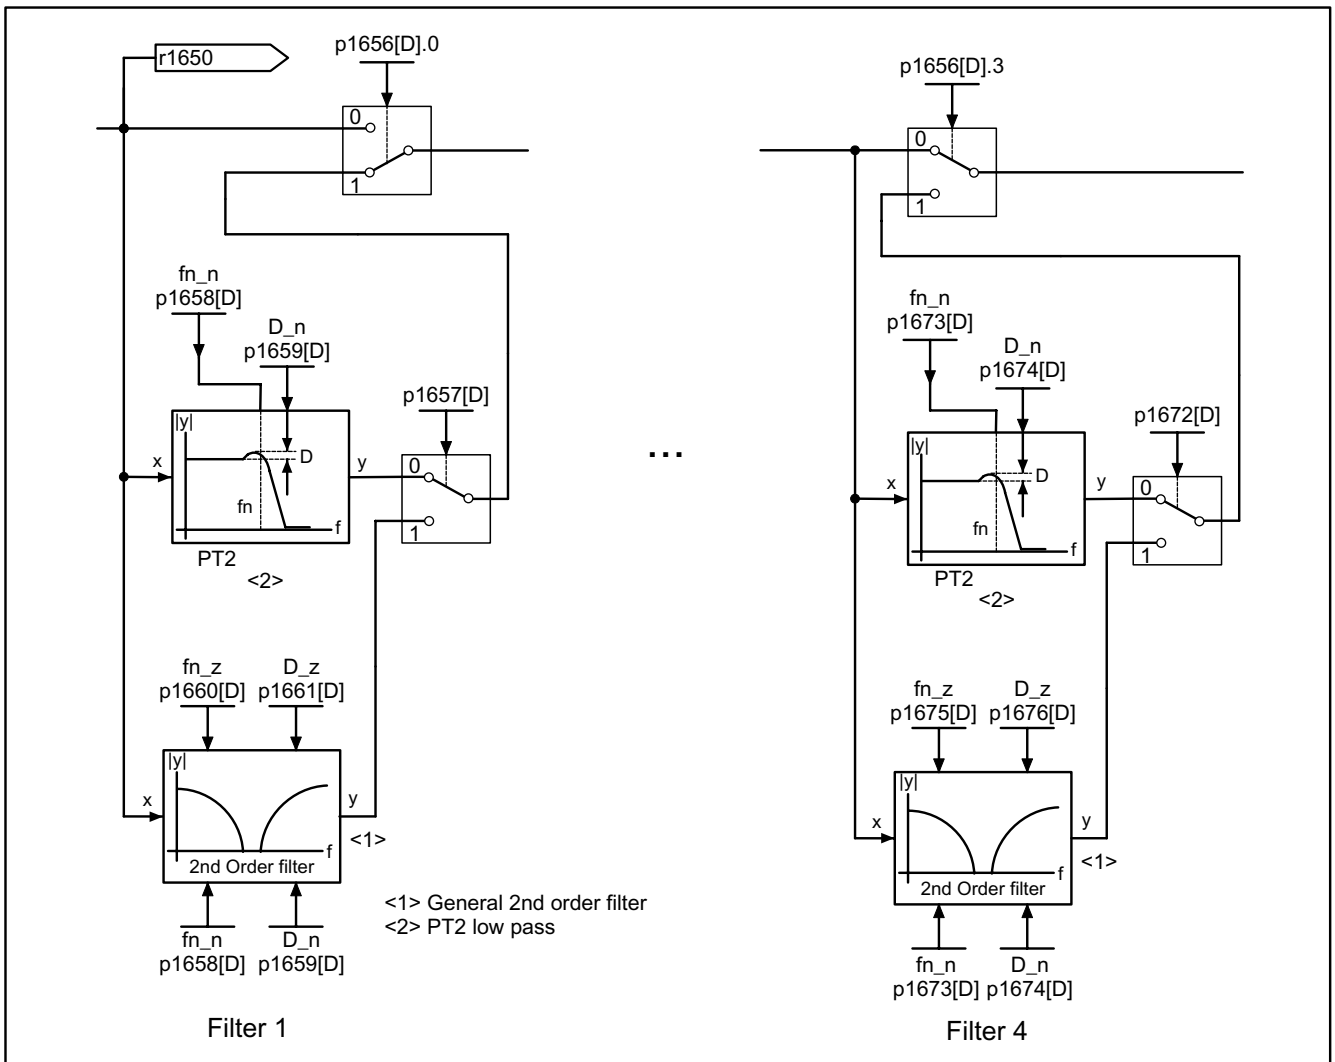 r1650
p1656[D].0
0
1
fn_n
p1658[D]
D_n
p1659[D]
p1657[D]
|y|
D
x
y
fn
f
0
1
PT2
<2>
fn_z
p1660[D]
D_z
p1661[D]
|y|
x
y
f
<1>
2nd Order filter
fn_n
p1658[D]
D_n
p1659[D]
<1> General 2nd order filter
<2> PT2 low pass
Filter 1
...
p1656[D].3
0
1
fn_n
p1673[D]
D_n
p1674[D]
p1672[D]
|y|
D
x
y
fn
f
0
1
PT2
<2>
fn_z
p1675[D]
D_z
p1676[D]
|y|
x
y
f
<1>
2nd Order filter
fn_n
p1673[D]
D_n
p1674[D]
Filter 4